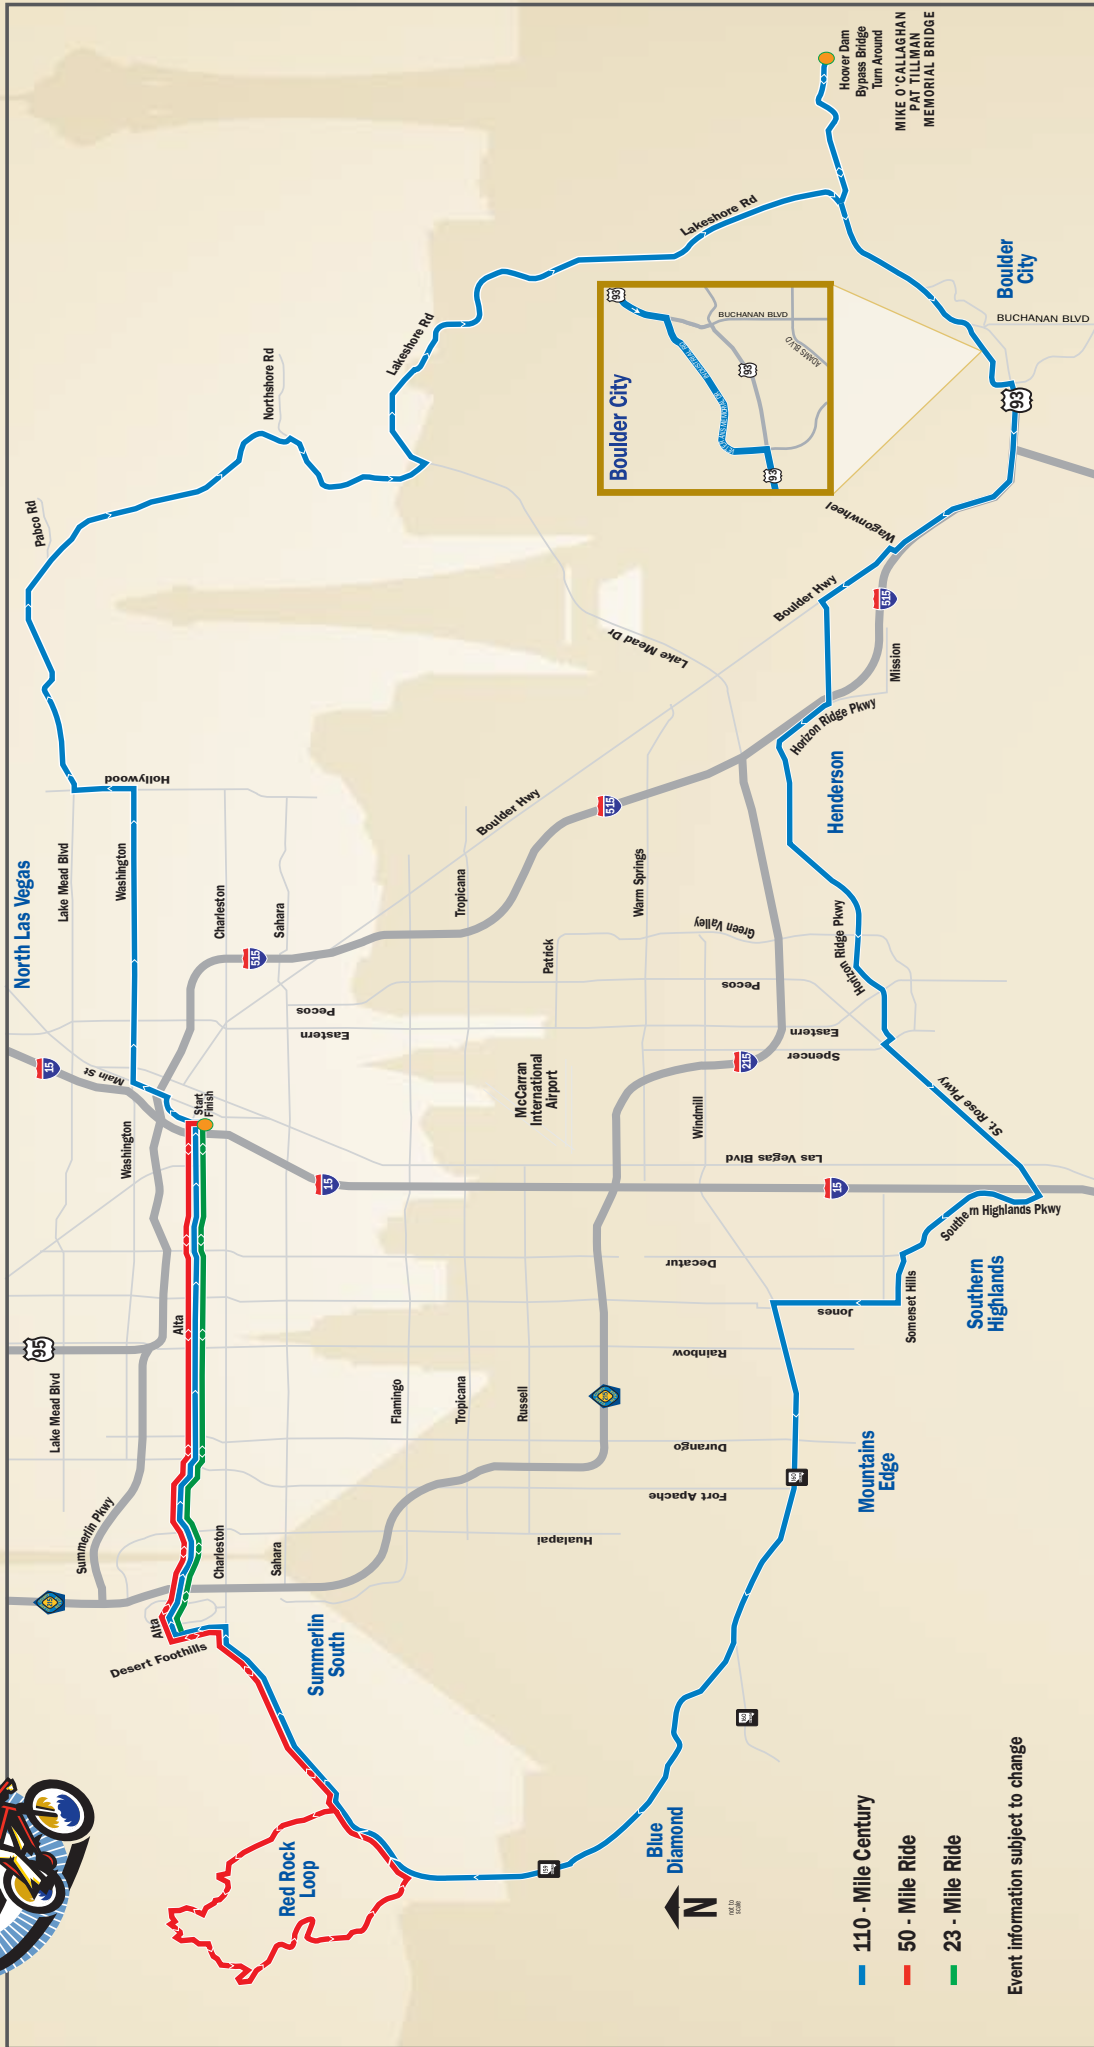 Hoover Dam
Bypass Bridge
Turn Around
MIKE O'CALLAGHAN
PAT TILLMAN
MEMORIAL BRIDGE
Lakeshore Rd
Boulder
City
BUCHANAN BLVD
93
Boulder City
93
BUCHANAN BLVD
ADAMS BLVD
93
93
Lakeshore Rd
Northshore Rd
Pabco Rd
Wagonwheel
Boulder Hwy
515
Lake Mead Dr
Mission
Horizon Ridge Pkwy
Henderson
Hollywood
Boulder Hwy
515
North Las Vegas
Lake Mead Blvd
Washington
Charleston
Sahara
Tropicana
Warm Springs
Green Valley
Patrick
Horizon Ridge Pkwy
515
Pecos
Pecos
Eastern
Eastern
Spencer
15
Main St
215
McCarran
International
Airport
Start
Finish
Washington
Windmill
St. Rose Pkwy
Las Vegas Blvd
15
15
Southern Highlands Pkwy
Decatur
Southern
Highlands
Somerset Hills
Jones
Alta
95
Rainbow
Lake Mead Blvd
Flamingo
Tropicana
Russell
Durango
Mountains
Edge
Fort Apache
Summerlin Pkwy
Charleston
Sahara
Hualapai
Alta
Desert Foothills
Summerlin
South
Red Rock
Loop
Blue
Diamond
N
not to
scale
110 - Mile Century
50 - Mile Ride
23 - Mile Ride
Event information subject to change